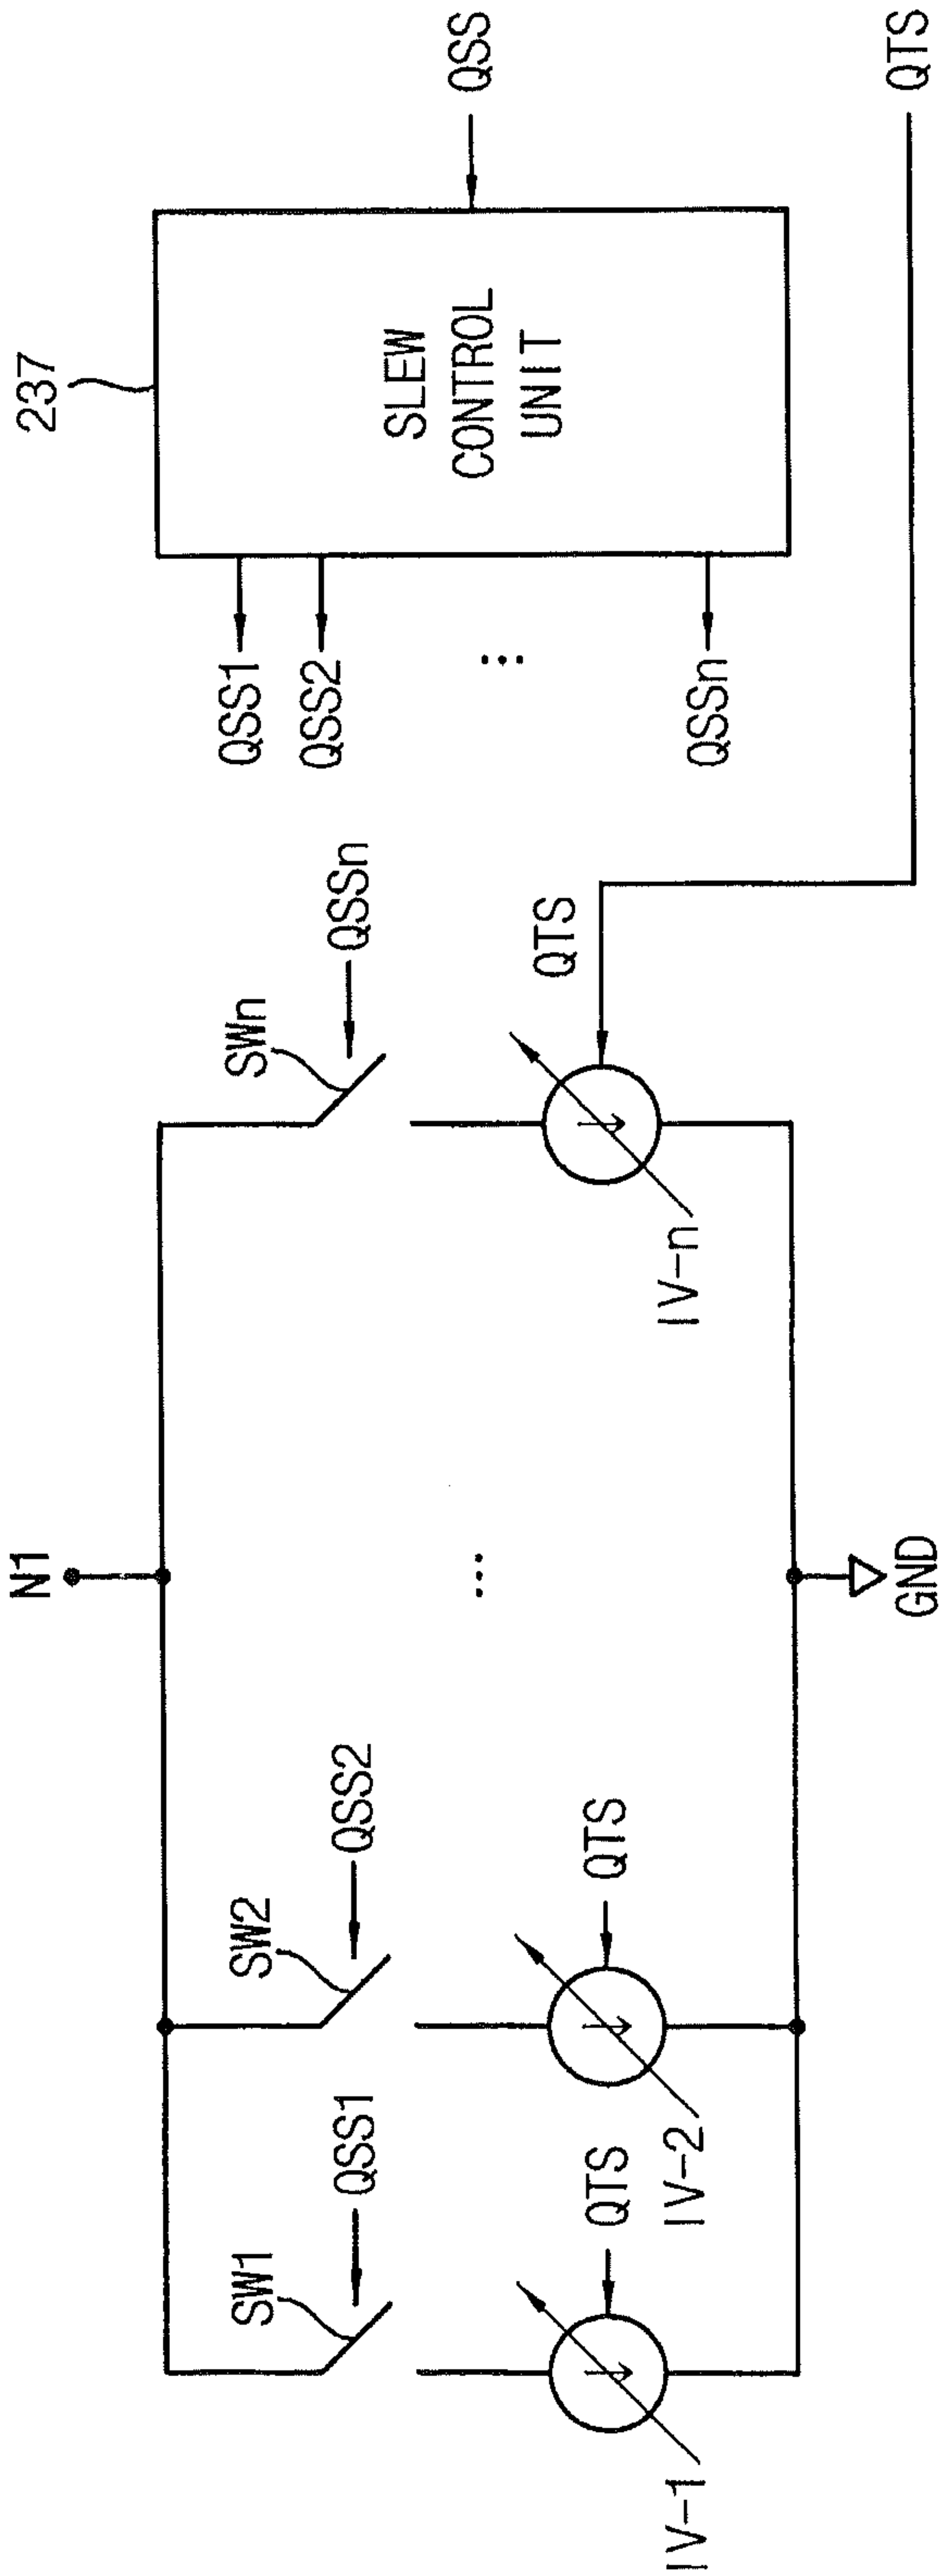 N1
237
SW1
QSS1
SW2
QSS2
SWn
QSSn
QSS1
QSS2
QSSn
SLEW
CONTROL
UNIT
QSS
IV-1
QTS
IV-2
QTS
IV-n
QTS
GND
QTS